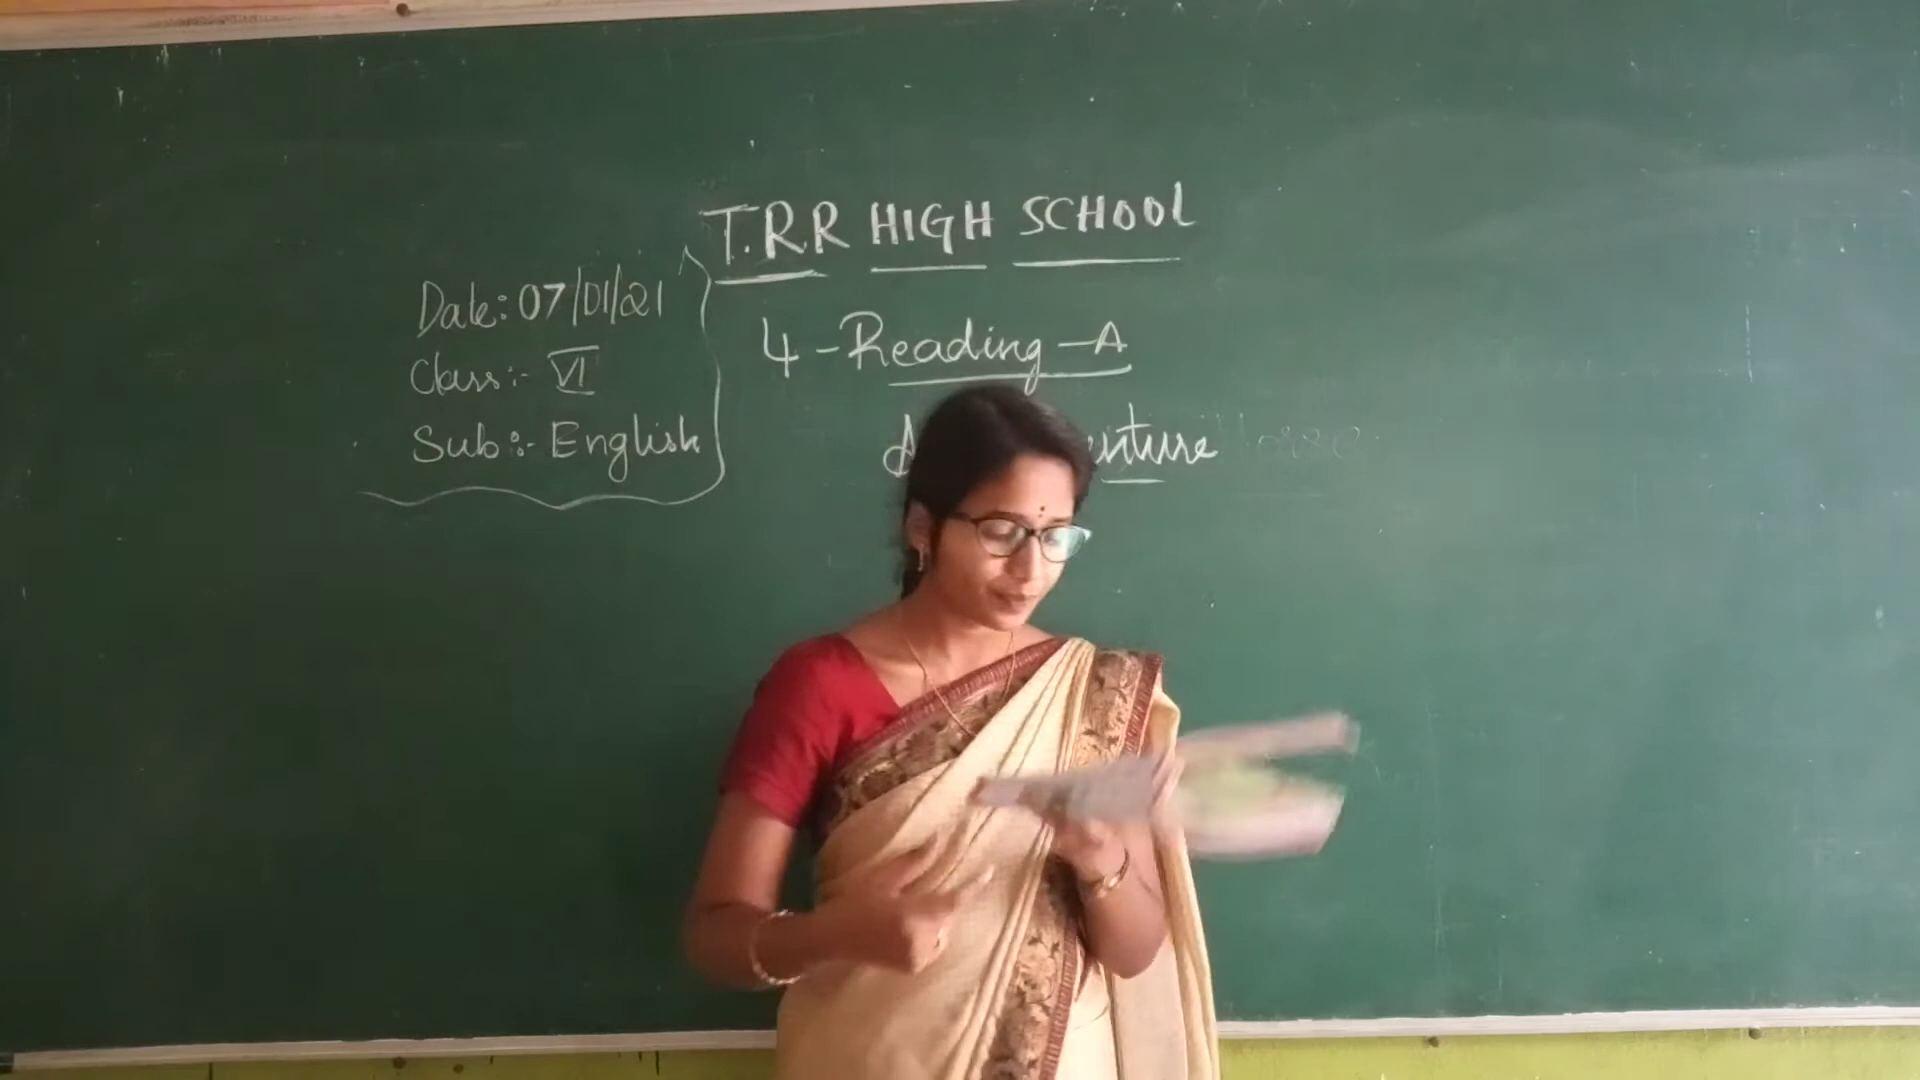 T.R.R HIGH SCHOOL
Date: 07/01/21
Class:- VI
Sub:- English
4 - Reading - A